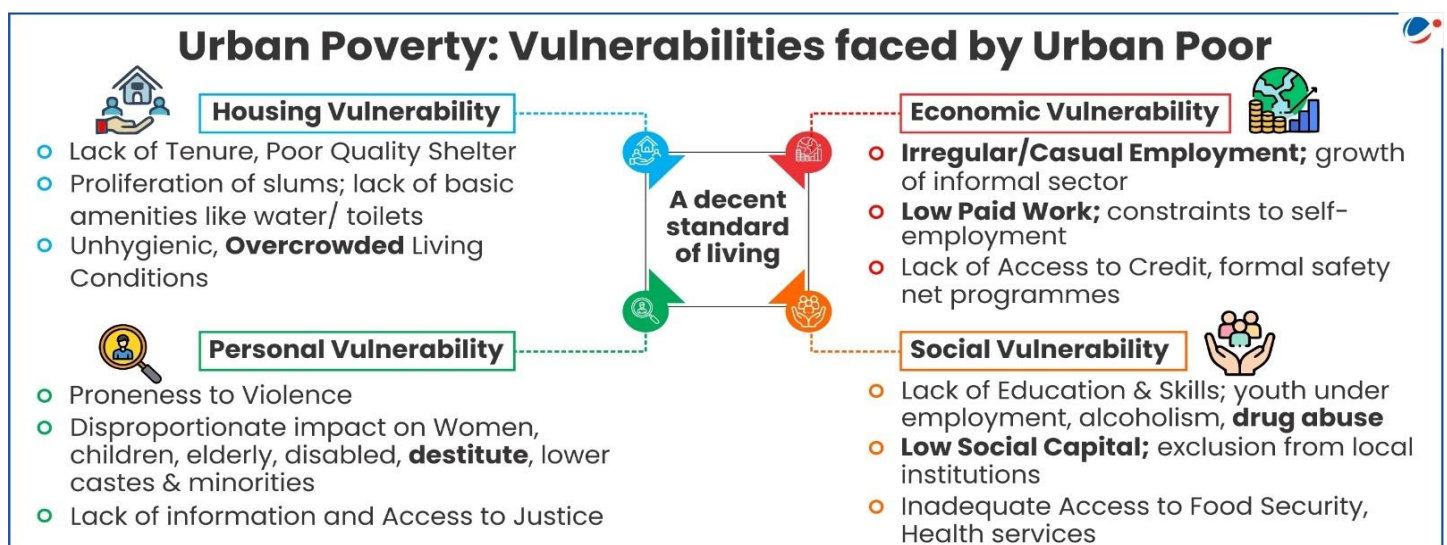 Urban Poverty: Vulnerabilities faced by Urban Poor
Housing Vulnerability
Lack of Tenure, Poor Quality Shelter
Proliferation of slums; lack of basic
amenities like water/ toilets
Unhygienic, Overcrowded Living
Conditions
Economic Vulnerability
Irregular/Casual Employment; growth
of informal sector
Low Paid Work; constraints to self-
employment
Lack of Access to Credit, formal safety
net programmes
A decent
standard
of living
Personal Vulnerability
Proneness to Violence
Disproportionate impact on Women,
children, elderly, disabled, destitute, lower
castes & minorities
Lack of information and Access to Justice
Social Vulnerability
Lack of Education & Skills; youth under
employment, alcoholism, drug abuse
Low Social Capital; exclusion from local
institutions
Inadequate Access to Food Security,
Health services